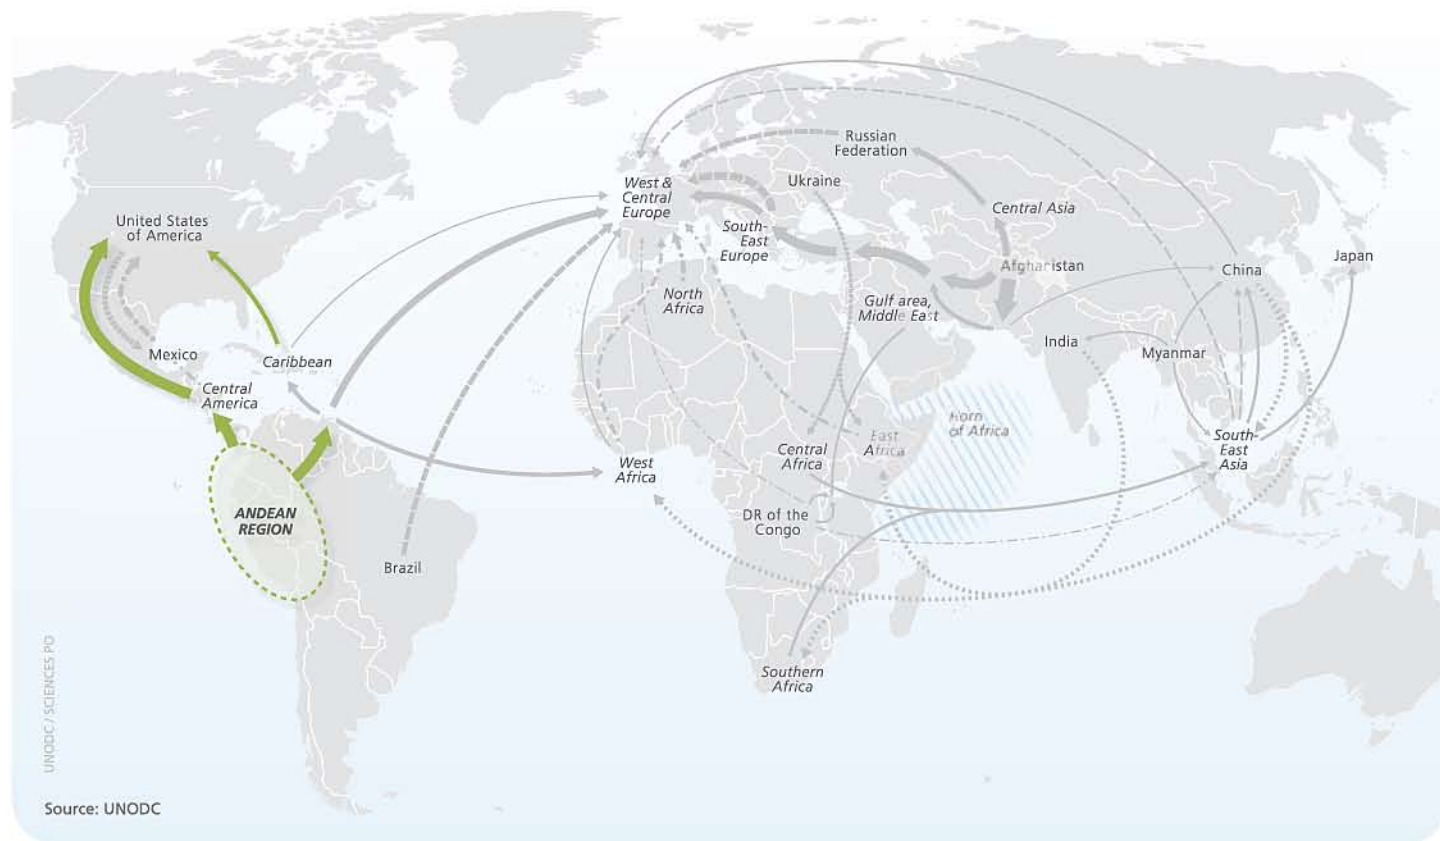 Russian
Federation
Ukraine
West &
Central
Europe
Central Asia
United States
of America
South-
East
Europe
Afghanistan
China
Japan
North
Africa
Gulf area,
Middle East
India
Myanmar
Mexico
Caribbean
Central
America
Horn
of Africa
East
Africa
Central
Africa
West
Africa
South-
East
Asia
ANDEAN
REGION
DR of the
Congo
Brazil
Southern
Africa
UNODC / SCIENCES PO
Source: UNODC